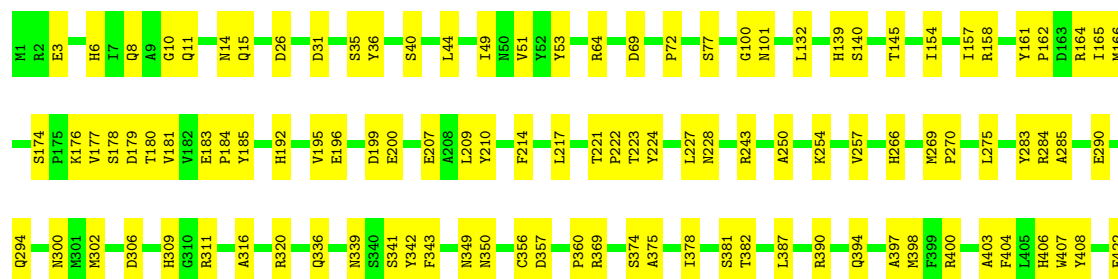 M1 R2 E3 H6 I7 Q8 A9 G10 Q11 N14 Q15 D26 D31 S35 Y36 S40 L44 I49 N50 V51 Y52 Y53 R64 D69 P72 S77 G100 N101 L132 H139 S140 T145 I154 I157 R158 Y161 P162 D163 R164 I165 M166
S174 P175 K176 V177 S178 D179 T180 V181 V182 E183 P184 Y185 H192 V195 E196 D199 E200 E207 A208 L209 Y210 F214 L217 T221 P222 T223 Y224 L227 N228 R243 A250 K254 V257 H266 M269 P270 L275 Y283 R284 A285 E290
Q294 N300 M301 M302 D306 H309 G310 R311 A316 R320 Q336 N339 S340 S341 Y342 F343 N349 N350 C356 D357 P360 R369 S374 A375 I378 S381 T382 L387 R390 Q394 A397 M398 F399 R400 A403 F404 L405 H406 W407 Y408